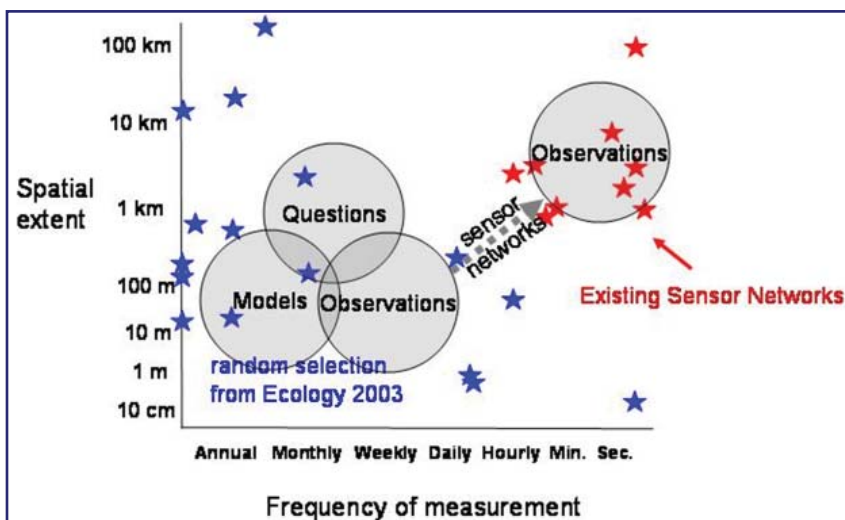 100 km
10 km
Spatial
extent
1 km
100 m
10 m
1 m
10 cm
Observations
Questions
sensor
networks
Models
Observations
Existing Sensor Networks
random selection
from Ecology 2003
Annual Monthly Weekly Daily Hourly Min. Sec.
Frequency of measurement